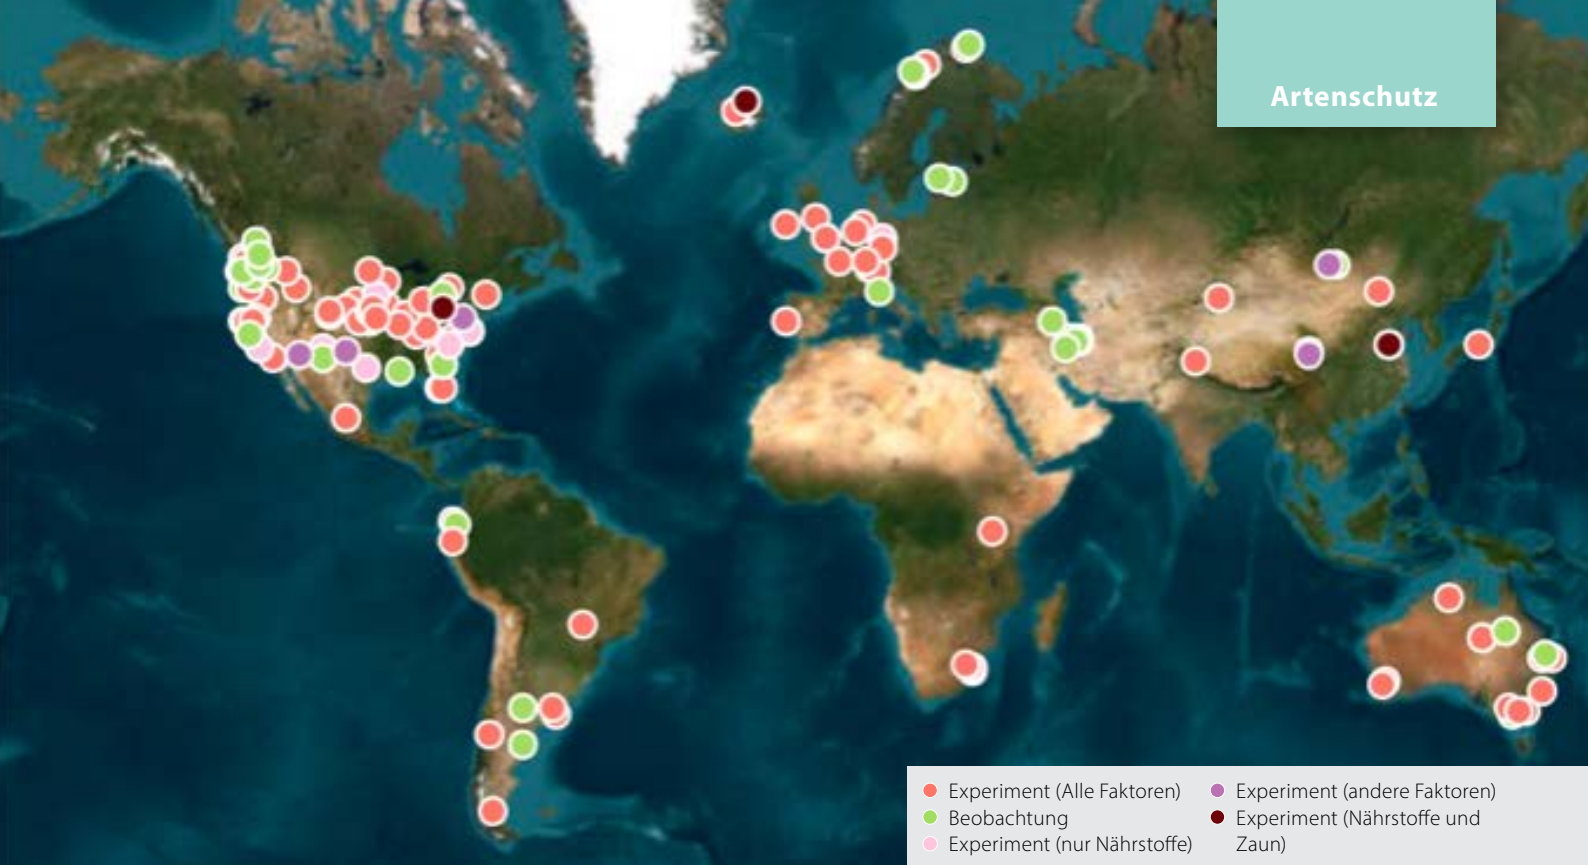 Artenschutz
Experiment (Alle Faktoren)
Beobachtung
Experiment (nur Nährstoffe)
Experiment (andere Faktoren)
Experiment (Nährstoffe und
Zaun)